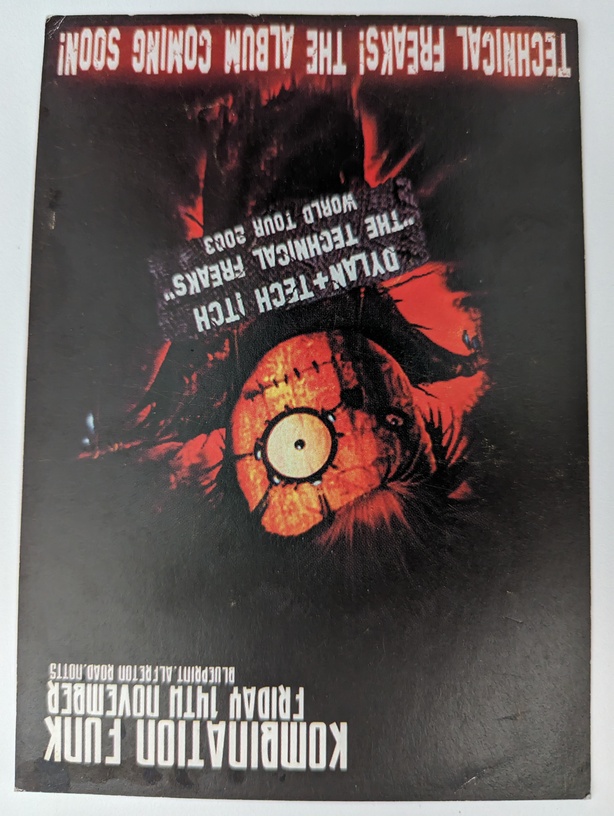 KOMBINATION FUNK
FRIDAY 14TH NOVEMBER
BLUEPRINT.ALFRETON ROAD.NOTTS
DYLAN+TECH ITCH
"THE TECHNICAL FREAKS"
WORLD TOUR 2003
TECHNICAL FREAKS! THE ALBUM COMING SOON!